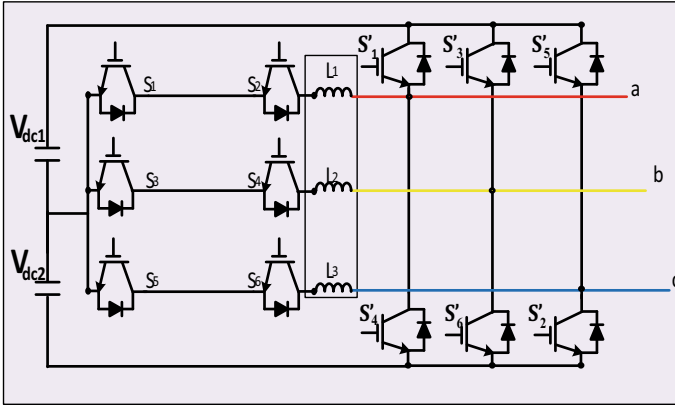 S'1 S'3 S'5
S1 S2 L1
a
Vdc1
S3 S4 L2
b
Vdc2
S5 S6 L3
c
S'4 S'6 S'2